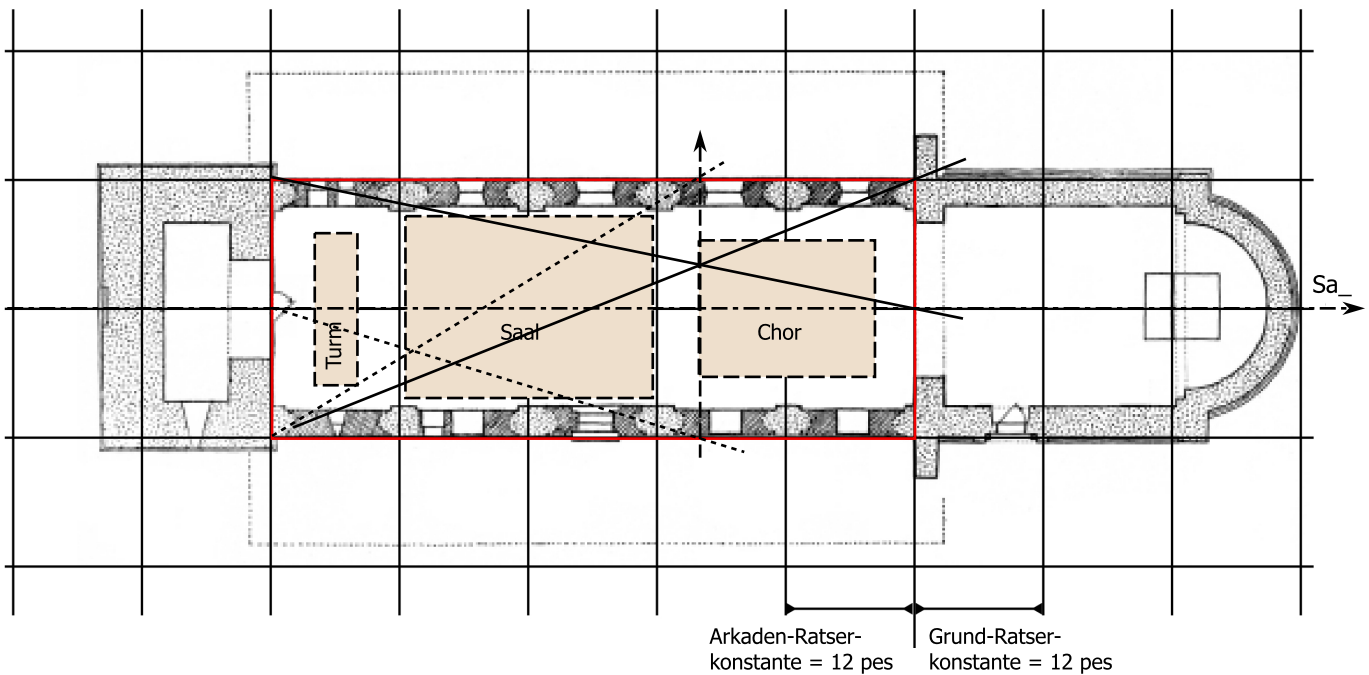 Sa_
Turm
Saal
Chor
Arkaden-Ratser-
konstante = 12 pes
Grund-Ratser-
konstante = 12 pes